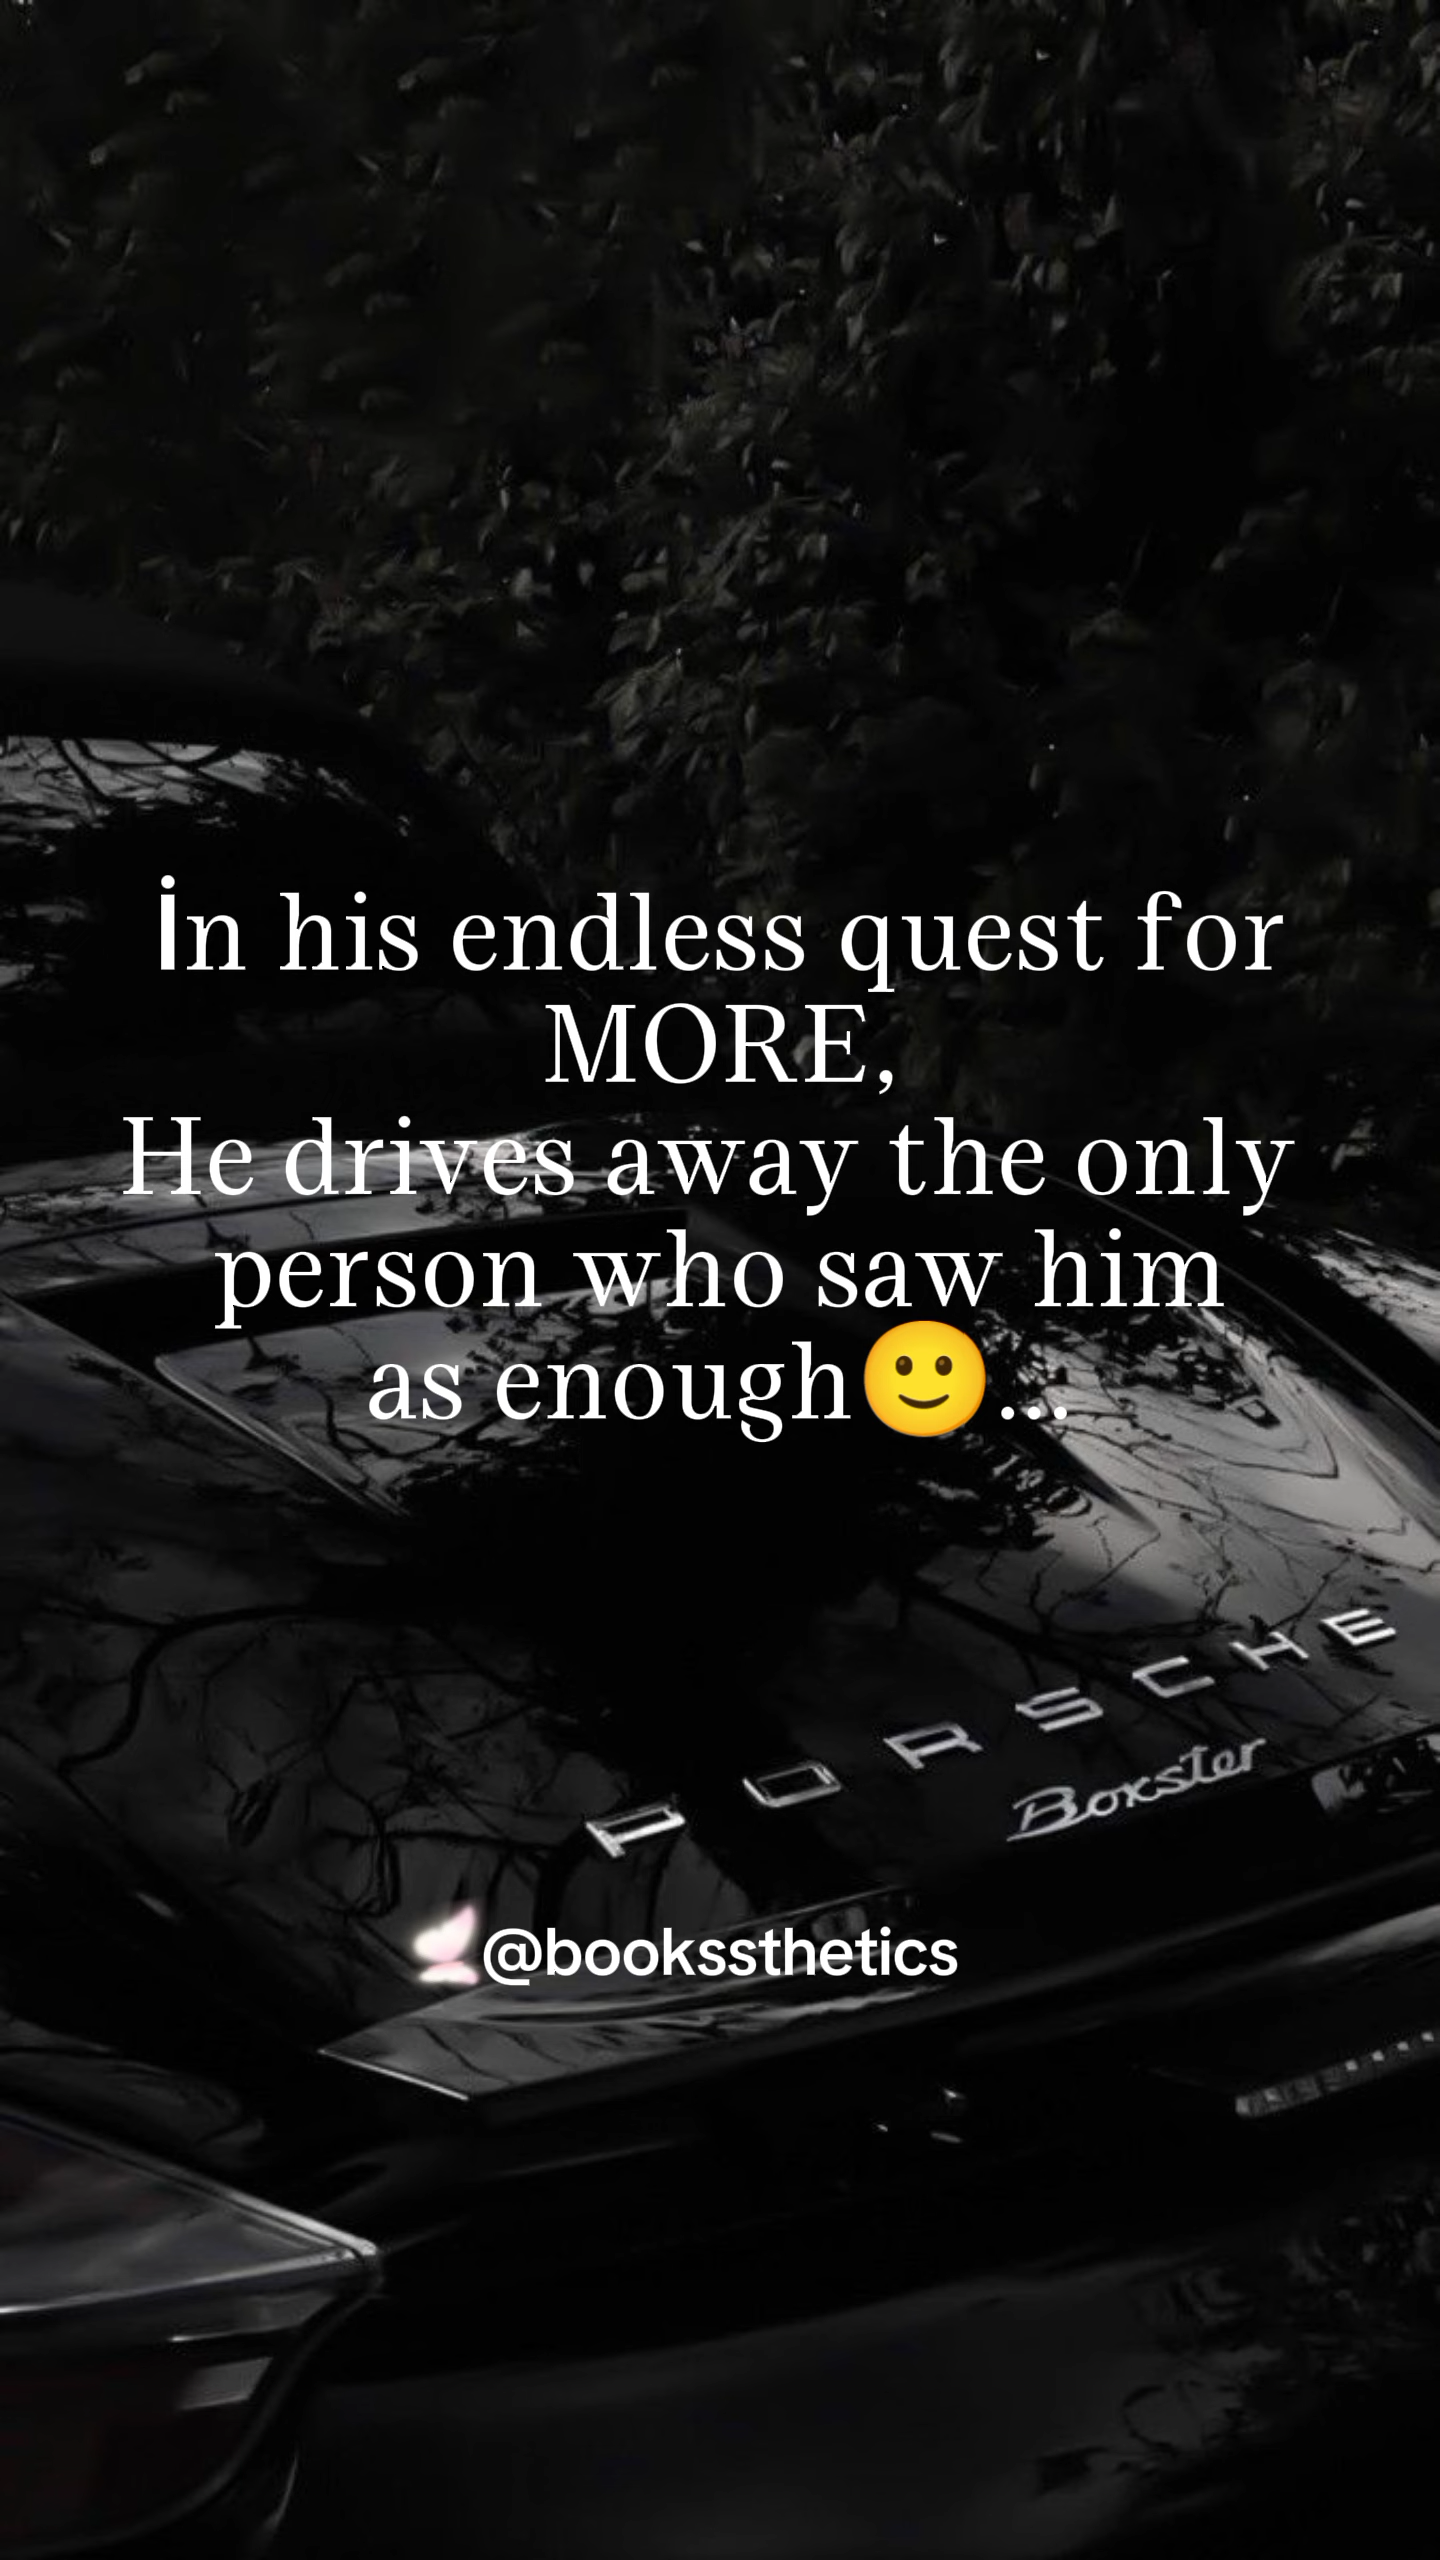 In his endless quest for
MORE,
He drives away the only
person who saw him
as enough🙂...
PORSCHE
Boxster
@bookssthetics